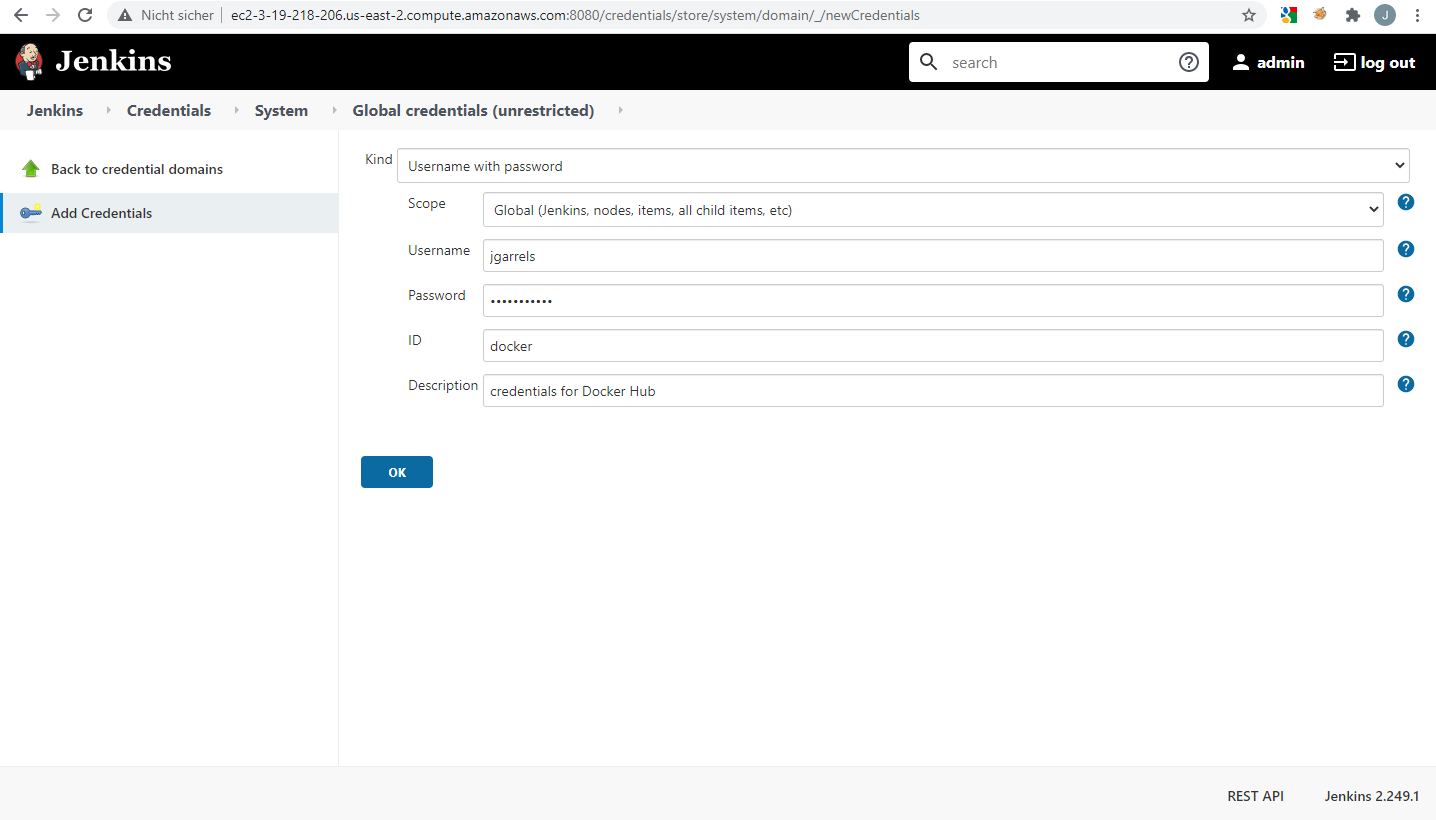 Nicht sicher ec2-3-19-218-206.us-east-2.compute.amazonaws.com:8080/credentials/store/system/domain/_/newCredentials
J
Jenkins
search
admin
log out
Jenkins
Credentials
System
Global credentials (unrestricted)
Back to credential domains
Add Credentials
Kind
Username with password
Scope
Global (Jenkins, nodes, items, all child items, etc)
Username
jgarrels
Password
•••••••••••
ID
docker
Description
credentials for Docker Hub
OK
REST API
Jenkins 2.249.1